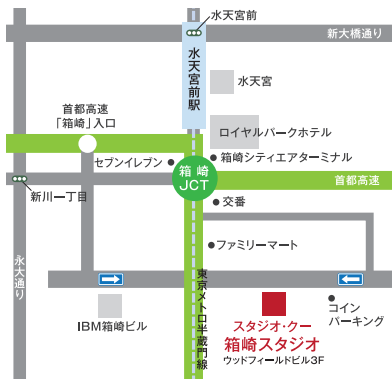 水天宮前
新大橋通り
水天宮前駅
水天宮
首都高速
「箱崎」入口
ロイヤルパークホテル
セブンイレブン
箱崎シティエアターミナル
箱崎
JCT
首都高速
新川一丁目
交番
永大通り
ファミリーマート
東京メトロ半蔵門線
IBM箱崎ビル
スタジオ・クー
箱崎スタジオ
ウッドフィールドビル3F
コイン
パーキング